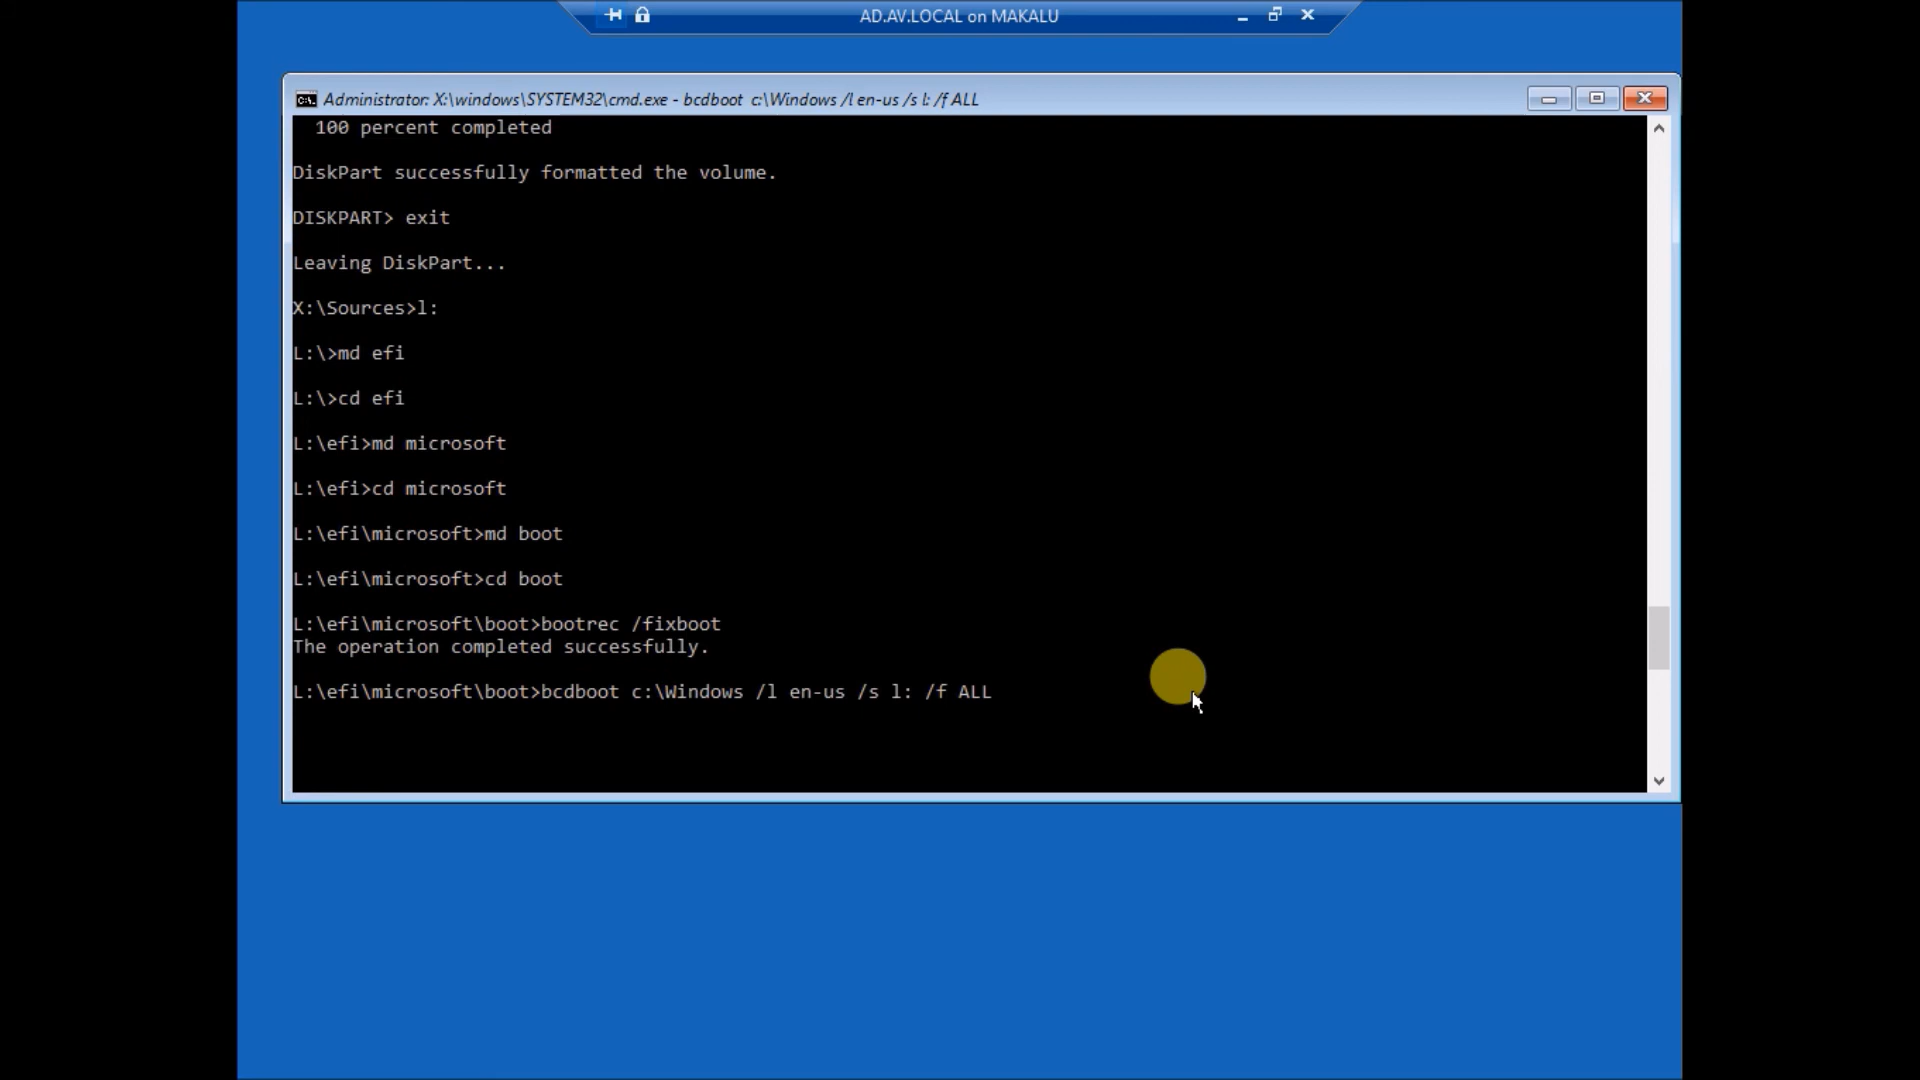 AD.AV.LOCAL on MAKALU
Administrator: X:\windows\SYSTEM32\cmd.exe - bcdboot  c:\Windows /l en-us /s l: /f ALL
100 percent completed
DiskPart successfully formatted the volume.
DISKPART> exit
Leaving DiskPart...
X:\Sources>l:
L:\>md efi
L:\>cd efi
L:\efi>md microsoft
L:\efi>cd microsoft
L:\efi\microsoft>md boot
L:\efi\microsoft>cd boot
L:\efi\microsoft\boot>bootrec /fixboot
The operation completed successfully.
L:\efi\microsoft\boot>bcdboot c:\Windows /l en-us /s l: /f ALL